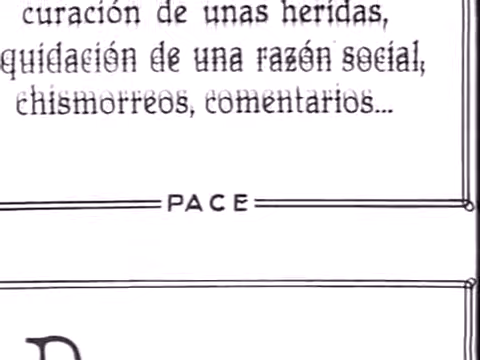 curación de unas heridas,
quidación de una razón social,
chismorreos, comentarios...
PACE